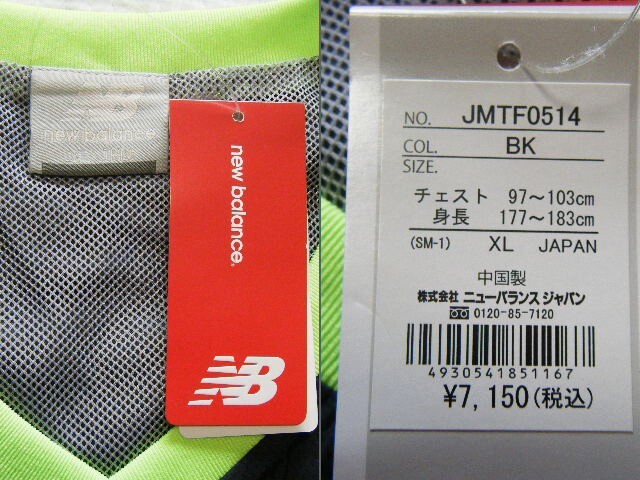 NB
new balance
new balance®
NB
NO. JMTF0514
COL. BK
SIZE.
チェスト 97～103cm
身長 177～183cm
(SM-1) XL JAPAN
中国製
株式会社 ニューバランス ジャパン
0120-85-7120
4930541851167
¥7,150(税込)